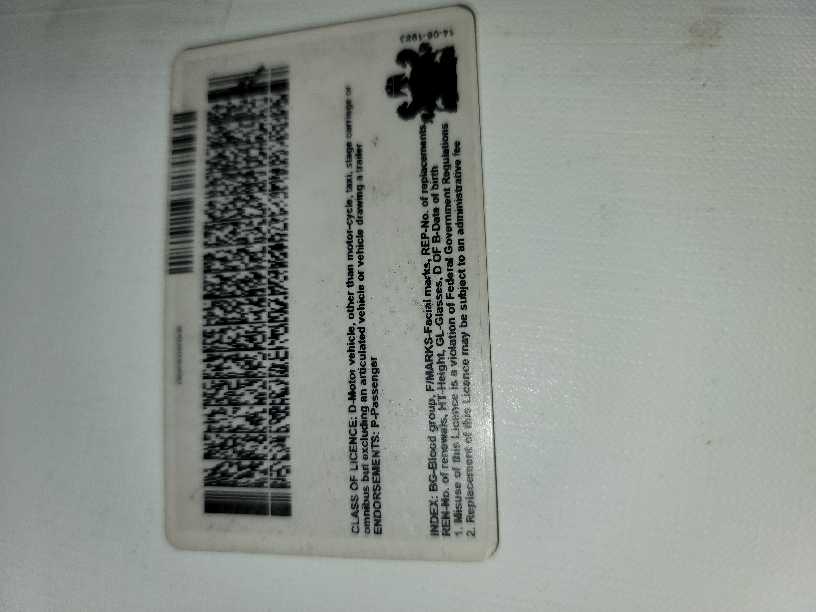 CLASS OF LICENCE: D-Motor vehicle, other than motor-cycle, taxi, stage carriage or
omnibus but excluding an articulated vehicle or vehicle drawing a trailer
ENDORSEMENTS: P-Passenger
INDEX: BG-Blood group, F/MARKS-Facial marks, REP-No. of replacements,
REN-No. of renewals, HT-Height, GL-Glasses, D OF B-Date of birth
1. Misuse of this Licence is a violation of Federal Government Regulations
2. Replacement of this Licence may be subject to an administrative fee